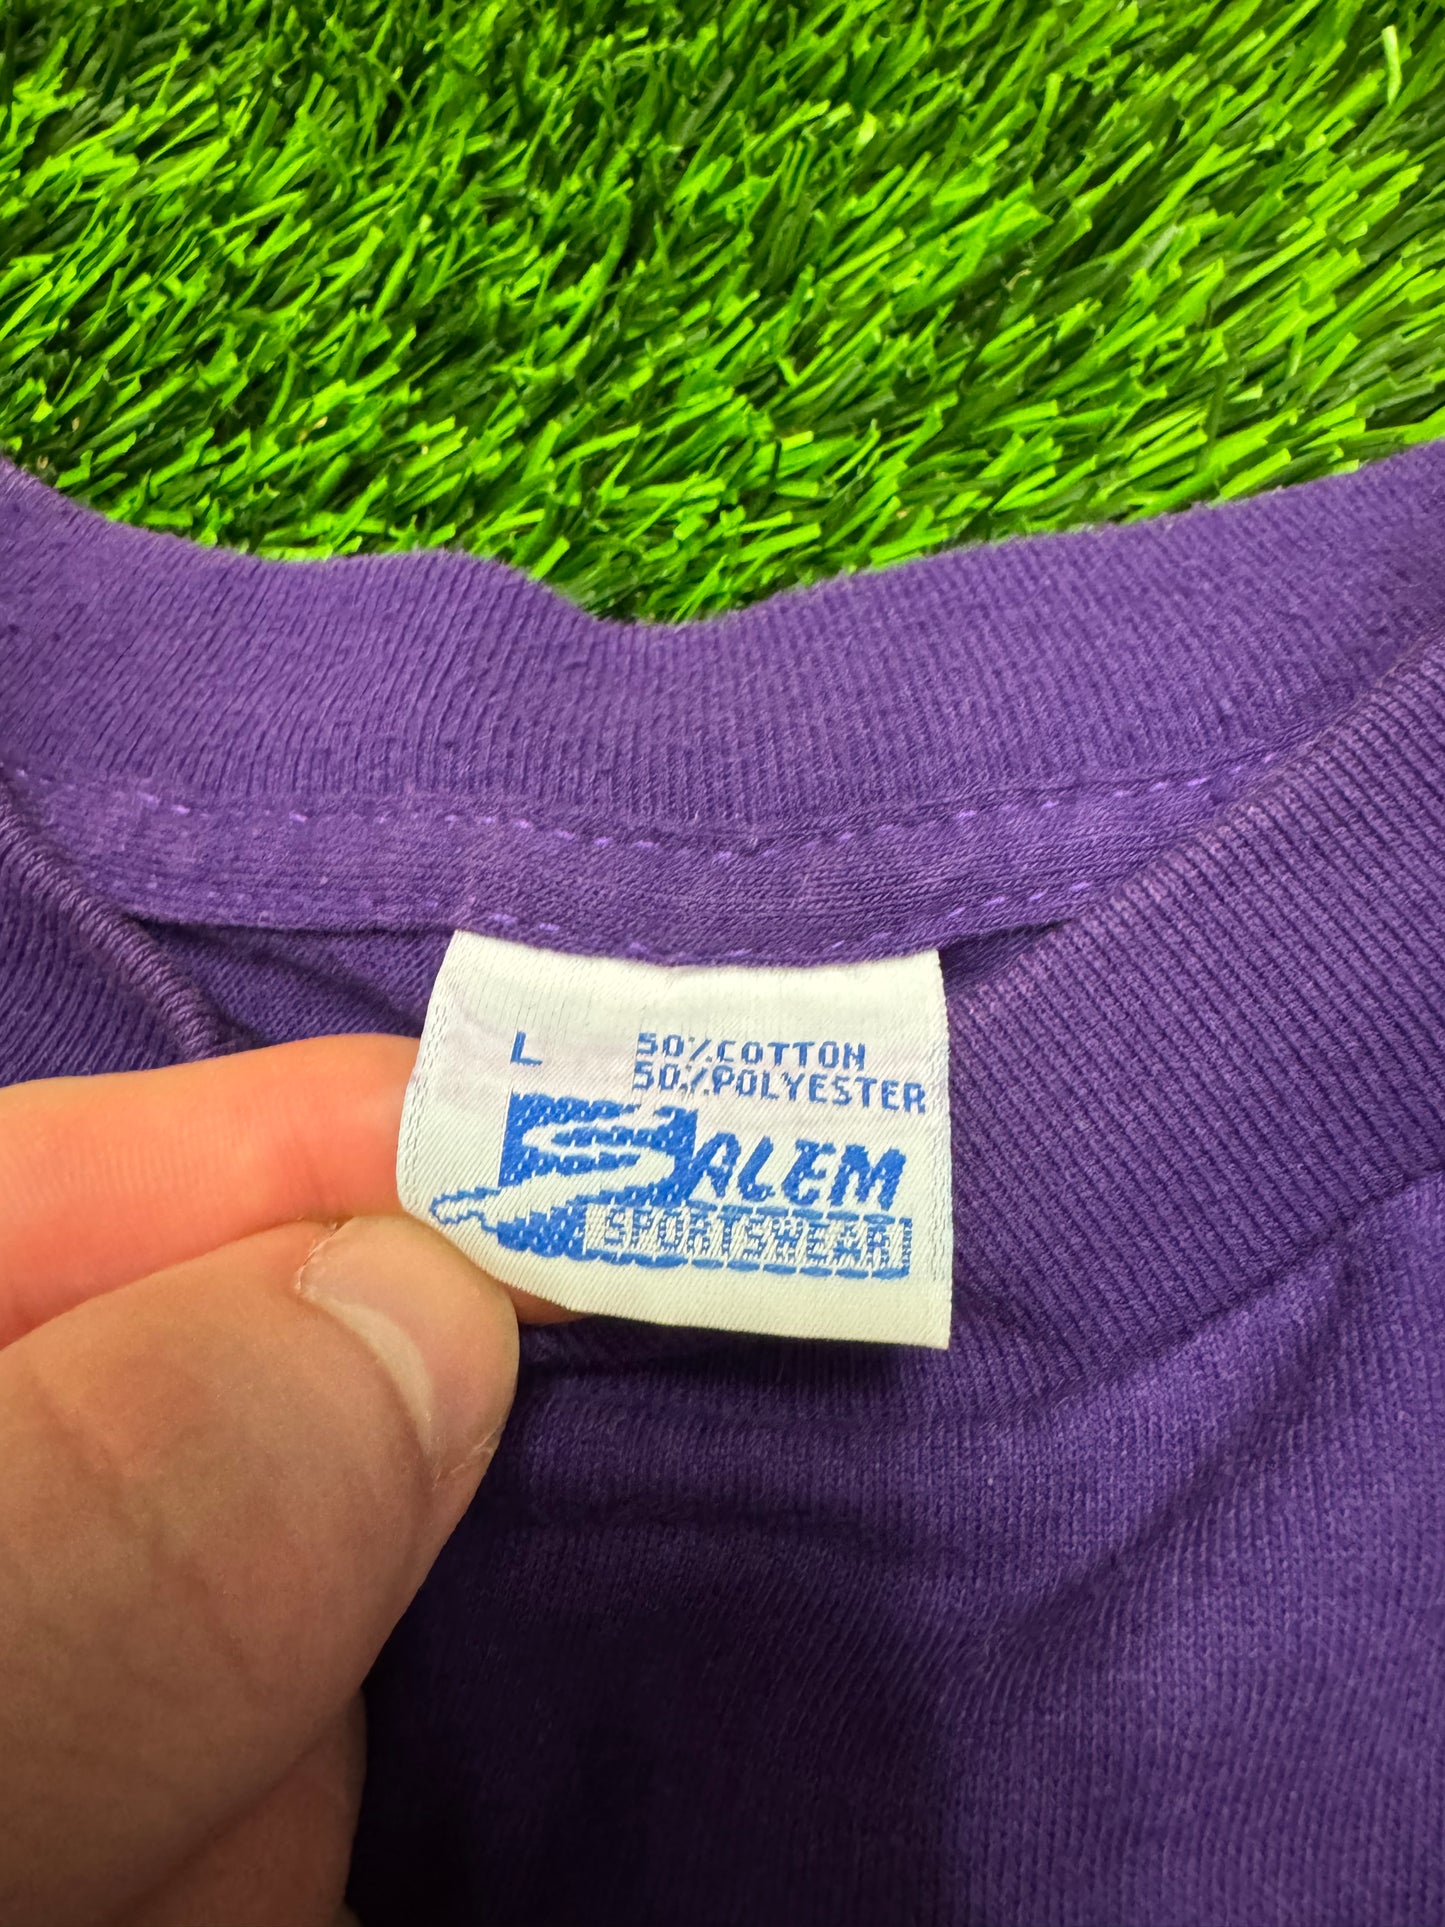 L
50% COTTON
50% POLYESTER
SALEM
SPORTSWEAR